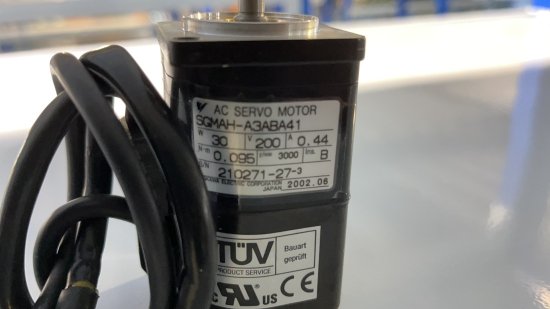 AC SERVO MOTOR
SGMAH-A3ABA41
W 30 V 200 A 0.44
N·m 0.095 r/min 3000 Ins. B
S/N 210271-27-3
ELECTRIC CORPORATION
JAPAN 2002.06
TÜV
PRODUCT SERVICE
Bauart
geprüft
c RU US CE